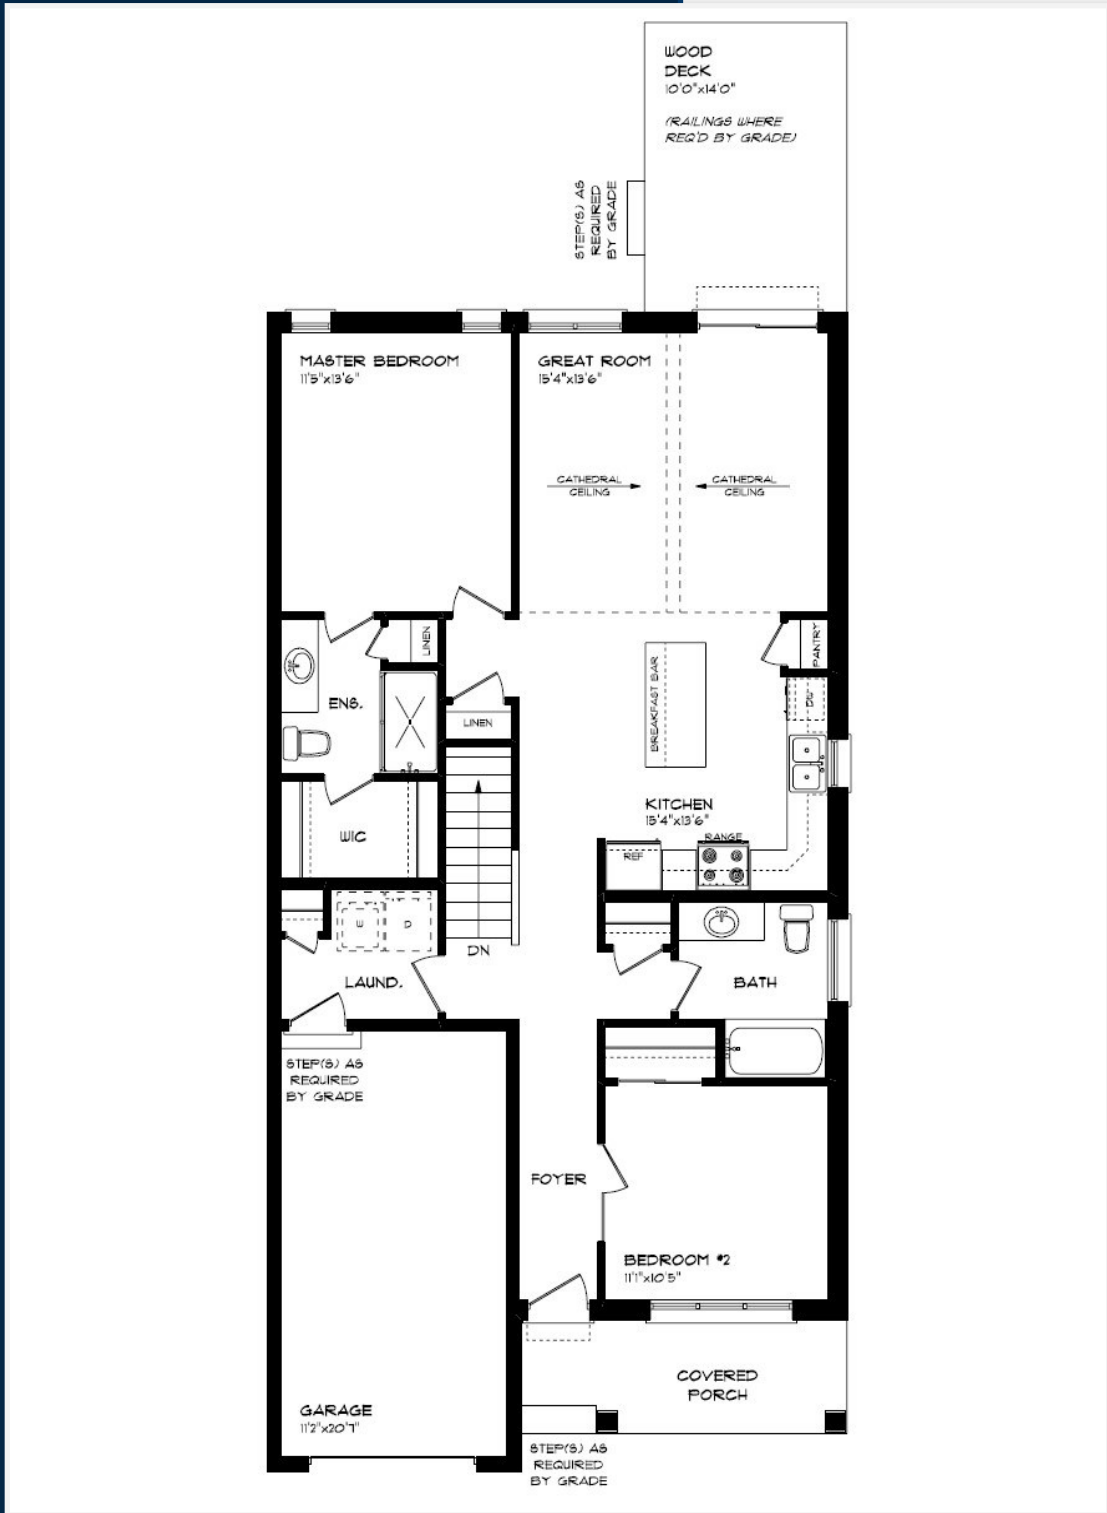 WOOD
DECK
10'0"x14'0"
(RAILINGS WHERE
REQ'D BY GRADE)
STEP(S) AS
REQUIRED
BY GRADE
MASTER BEDROOM
11'5"x13'6"
GREAT ROOM
15'4"x13'6"
CATHEDRAL
CEILING
CATHEDRAL
CEILING
LINEN
PANTRY
ENS.
LINEN
BREAKFAST BAR
KITCHEN
15'4"x13'6"
WIC
REF
RANGE
D
DN
LAUND.
BATH
STEP(S) AS
REQUIRED
BY GRADE
FOYER
BEDROOM #2
11'1"x10'5"
COVERED
PORCH
GARAGE
11'2"x20'7"
STEP(S) AS
REQUIRED
BY GRADE